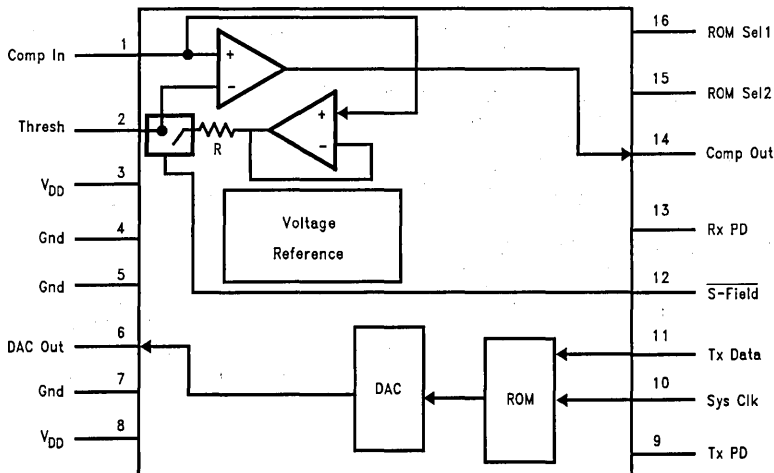 1
Comp In
+
−
2
Thresh
R
+
−
3
V_DD
4
Gnd
5
Gnd
Voltage
Reference
6
DAC Out
7
Gnd
8
V_DD
DAC
ROM
16
ROM Sel1
15
ROM Sel2
14
Comp Out
13
Rx PD
12
S-Field
11
Tx Data
10
Sys Clk
9
Tx PD